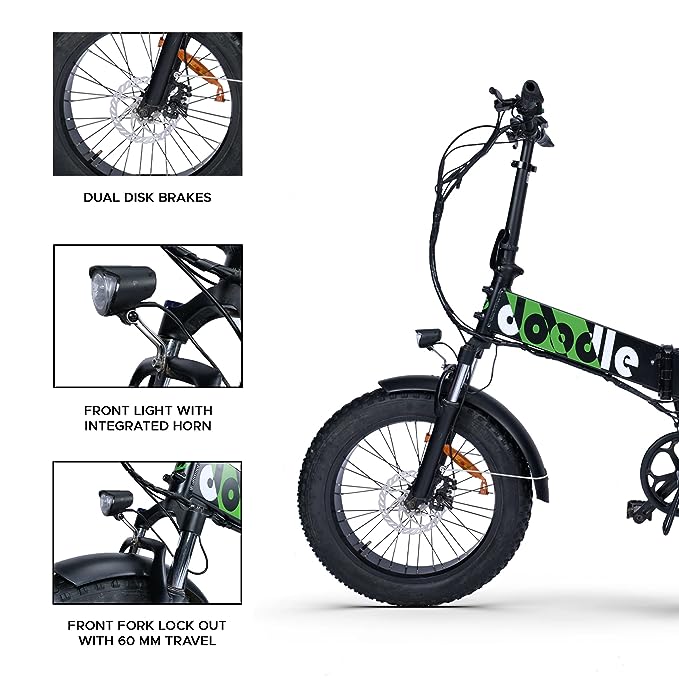 DUAL DISK BRAKES
FRONT LIGHT WITH
INTEGRATED HORN
FRONT FORK LOCK OUT
WITH 60 MM TRAVEL
doodle